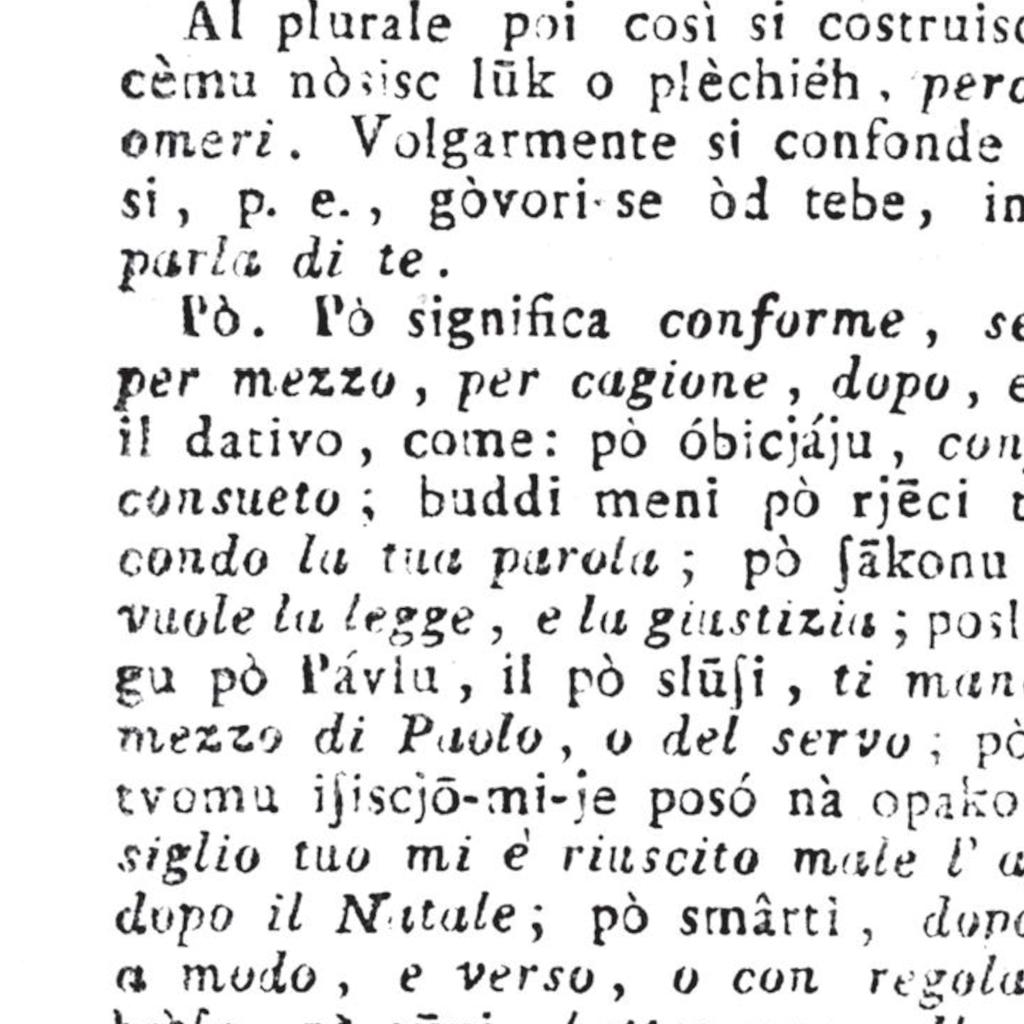 Al plurale poi così si costruisc
cèmu nòsisc lūk o plèchiéh, perc
omeri. Volgarmente si confonde
si, p. e., gòvori-se òd tebe, in
parla di te.
Pò. Pò significa conforme, se
per mezzo, per cagione, dopo, e
il dativo, come: pò óbicjáju, con
consueto; buddi meni pò rjēci t
condo la tua parola; pò ſākonu
vuole la legge, e la giustizia; posl
gu pò Pávlu, il pò slūſi, ti man
mezzo di Paolo, o del servo; pò
tvomu iſiscjō-mi-je posó nà opako
siglio tuo mi è riuscito male l' a
dopo il Natale; pò smârti, dopo
a modo, e verso, o con regola